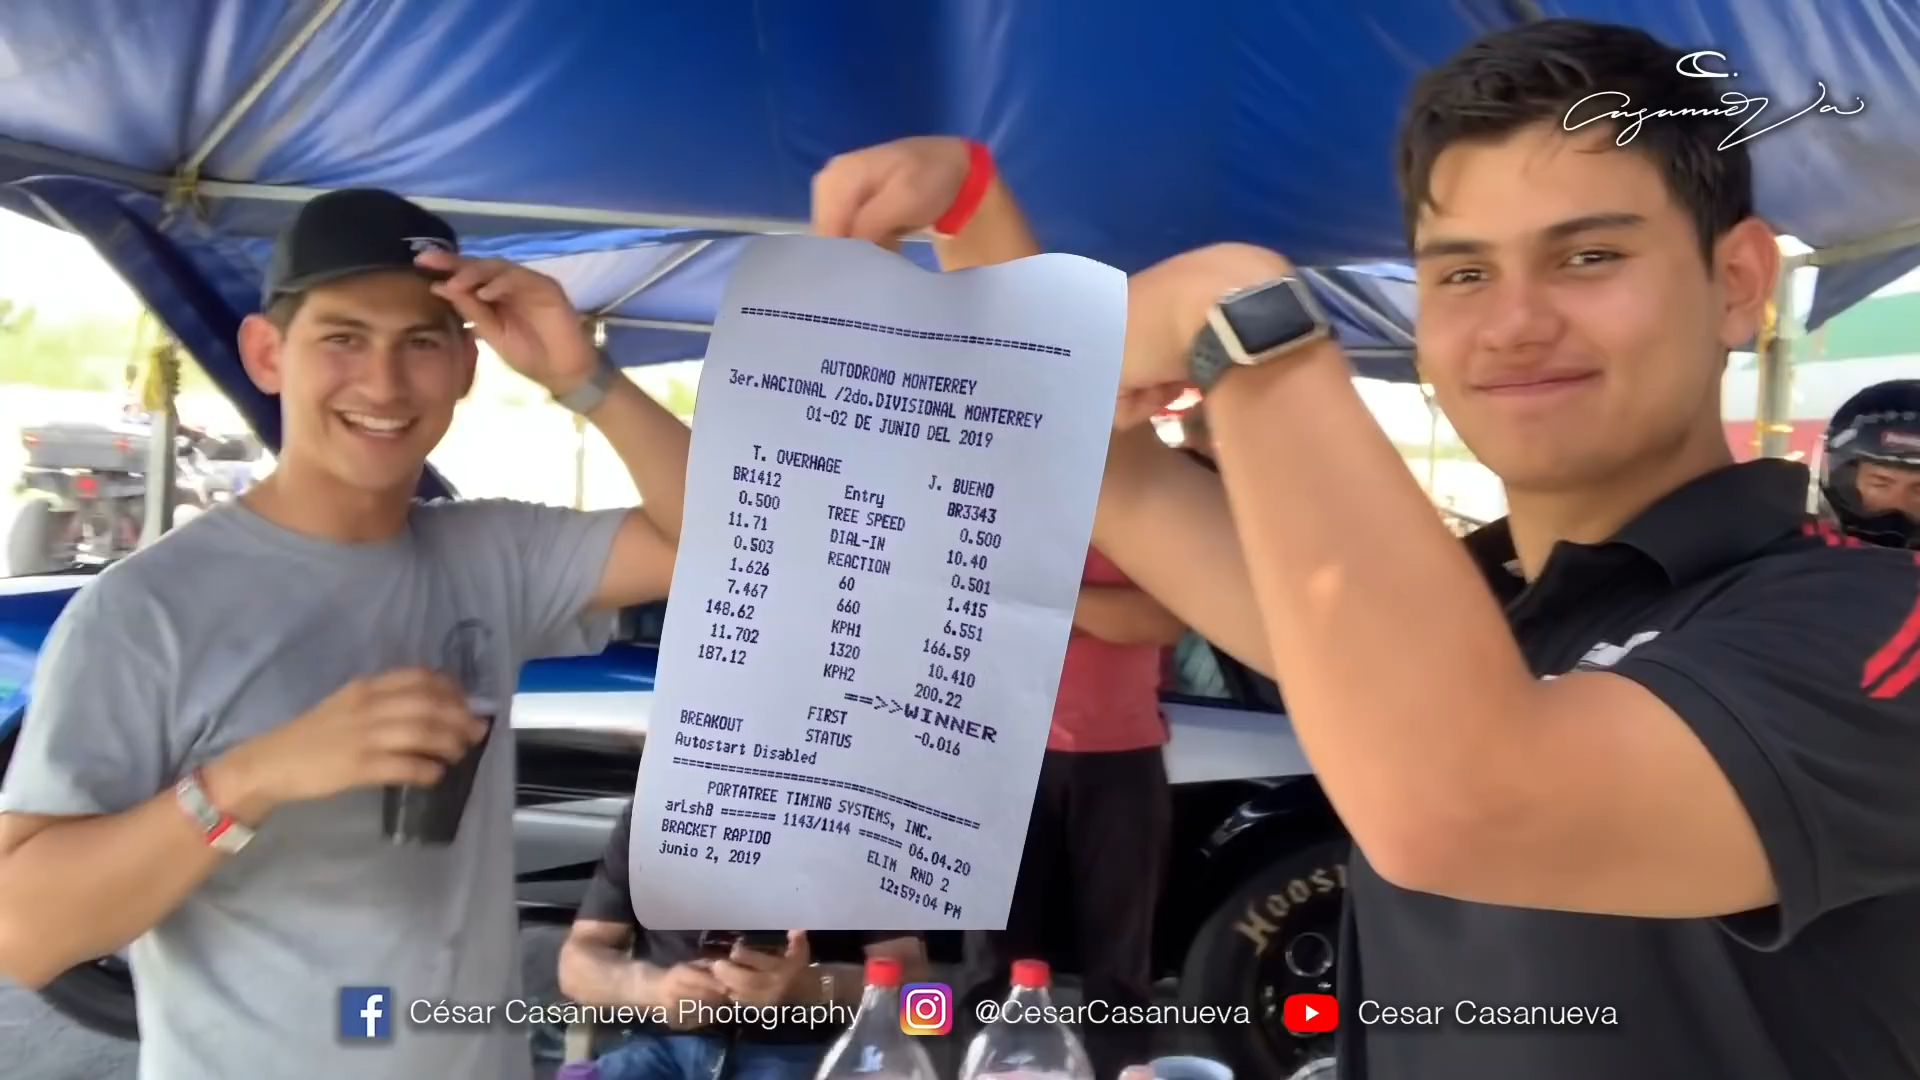 C.
Casanueva
================================================
AUTODROMO MONTERREY
3er.NACIONAL /2do.DIVISIONAL MONTERREY
01-02 DE JUNIO DEL 2019
T. OVERHAGE J. BUENO
BR1412 Entry BR3343
0.500 TREE SPEED 0.500
11.71 DIAL-IN 10.40
0.503 REACTION 0.501
1.626 60 1.415
7.467 660 6.551
148.62 KPH1 166.59
11.702 1320 10.410
187.12 KPH2 200.22
==>>WINNER
FIRST -0.016
BREAKOUT STATUS
Autostart Disabled
================================================
PORTATREE TIMING SYSTEMS, INC.
arLshB ======= 1143/1144 ====== 06.04.20
BRACKET RAPIDO ELIM RND 2
junio 2, 2019 12:59:04 PM
f César Casanueva Photography @CesarCasanueva Cesar Casanueva